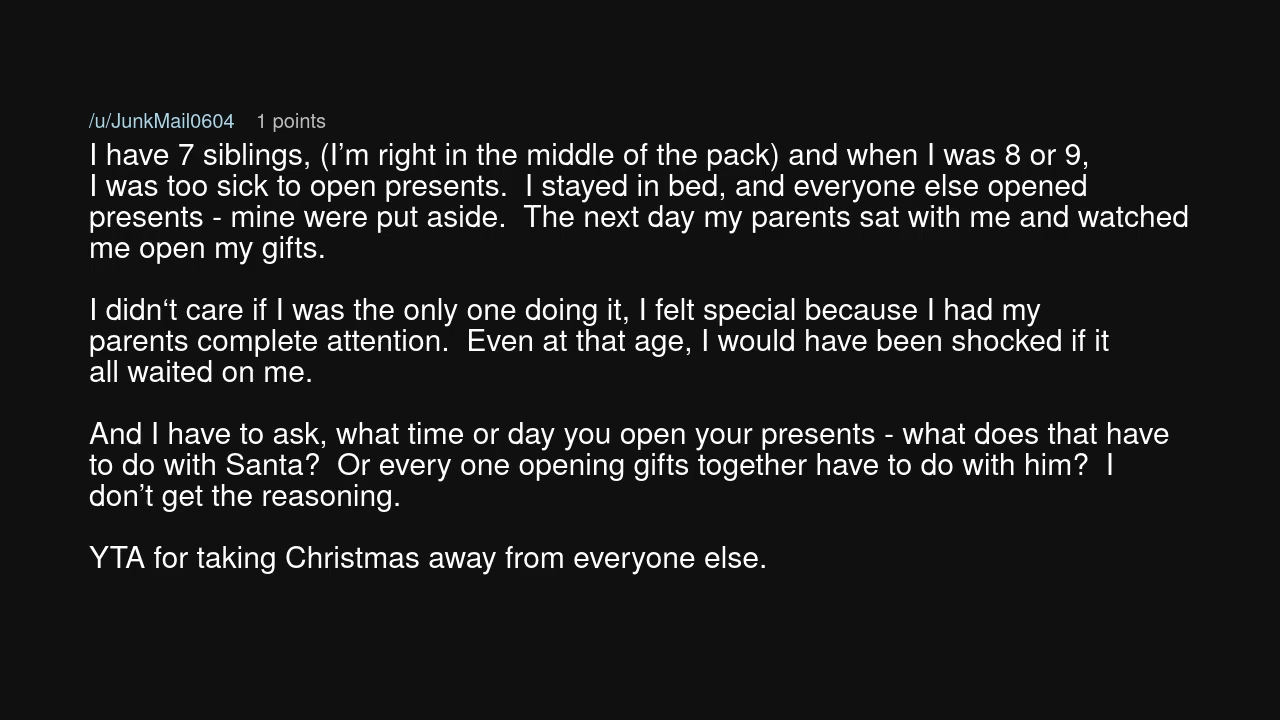 /u/JunkMail0604 1 points
I have 7 siblings, (I’m right in the middle of the pack) and when I was 8 or 9,
I was too sick to open presents.  I stayed in bed, and everyone else opened
presents - mine were put aside.  The next day my parents sat with me and watched
me open my gifts.
I didn‘t care if I was the only one doing it, I felt special because I had my
parents complete attention.  Even at that age, I would have been shocked if it
all waited on me.
And I have to ask, what time or day you open your presents - what does that have
to do with Santa?  Or every one opening gifts together have to do with him?  I
don’t get the reasoning.
YTA for taking Christmas away from everyone else.